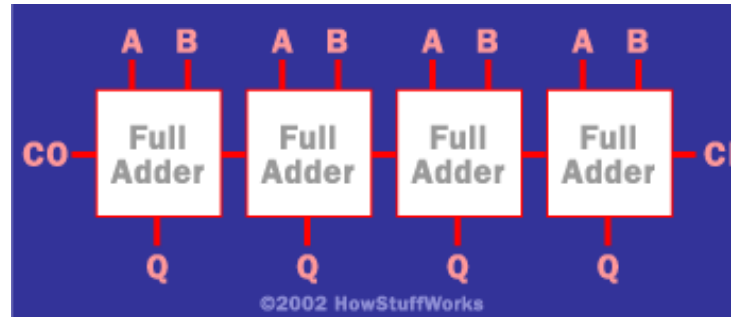 A B A B A B A B
CO Full Adder Full Adder Full Adder Full Adder
Q Q Q Q
©2002 HowStuffWorks